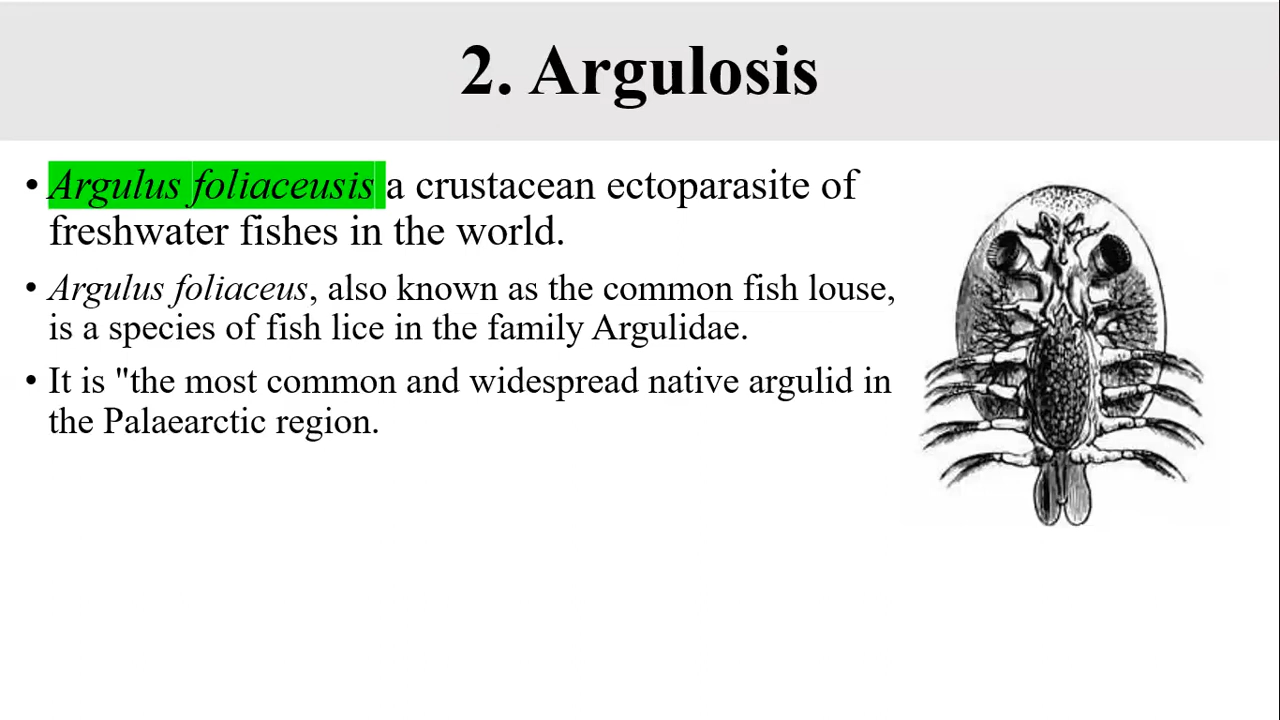 2. Argulosis
• Argulus foliaceusis a crustacean ectoparasite of
freshwater fishes in the world.
• Argulus foliaceus, also known as the common fish louse,
is a species of fish lice in the family Argulidae.
• It is "the most common and widespread native argulid in
the Palaearctic region.